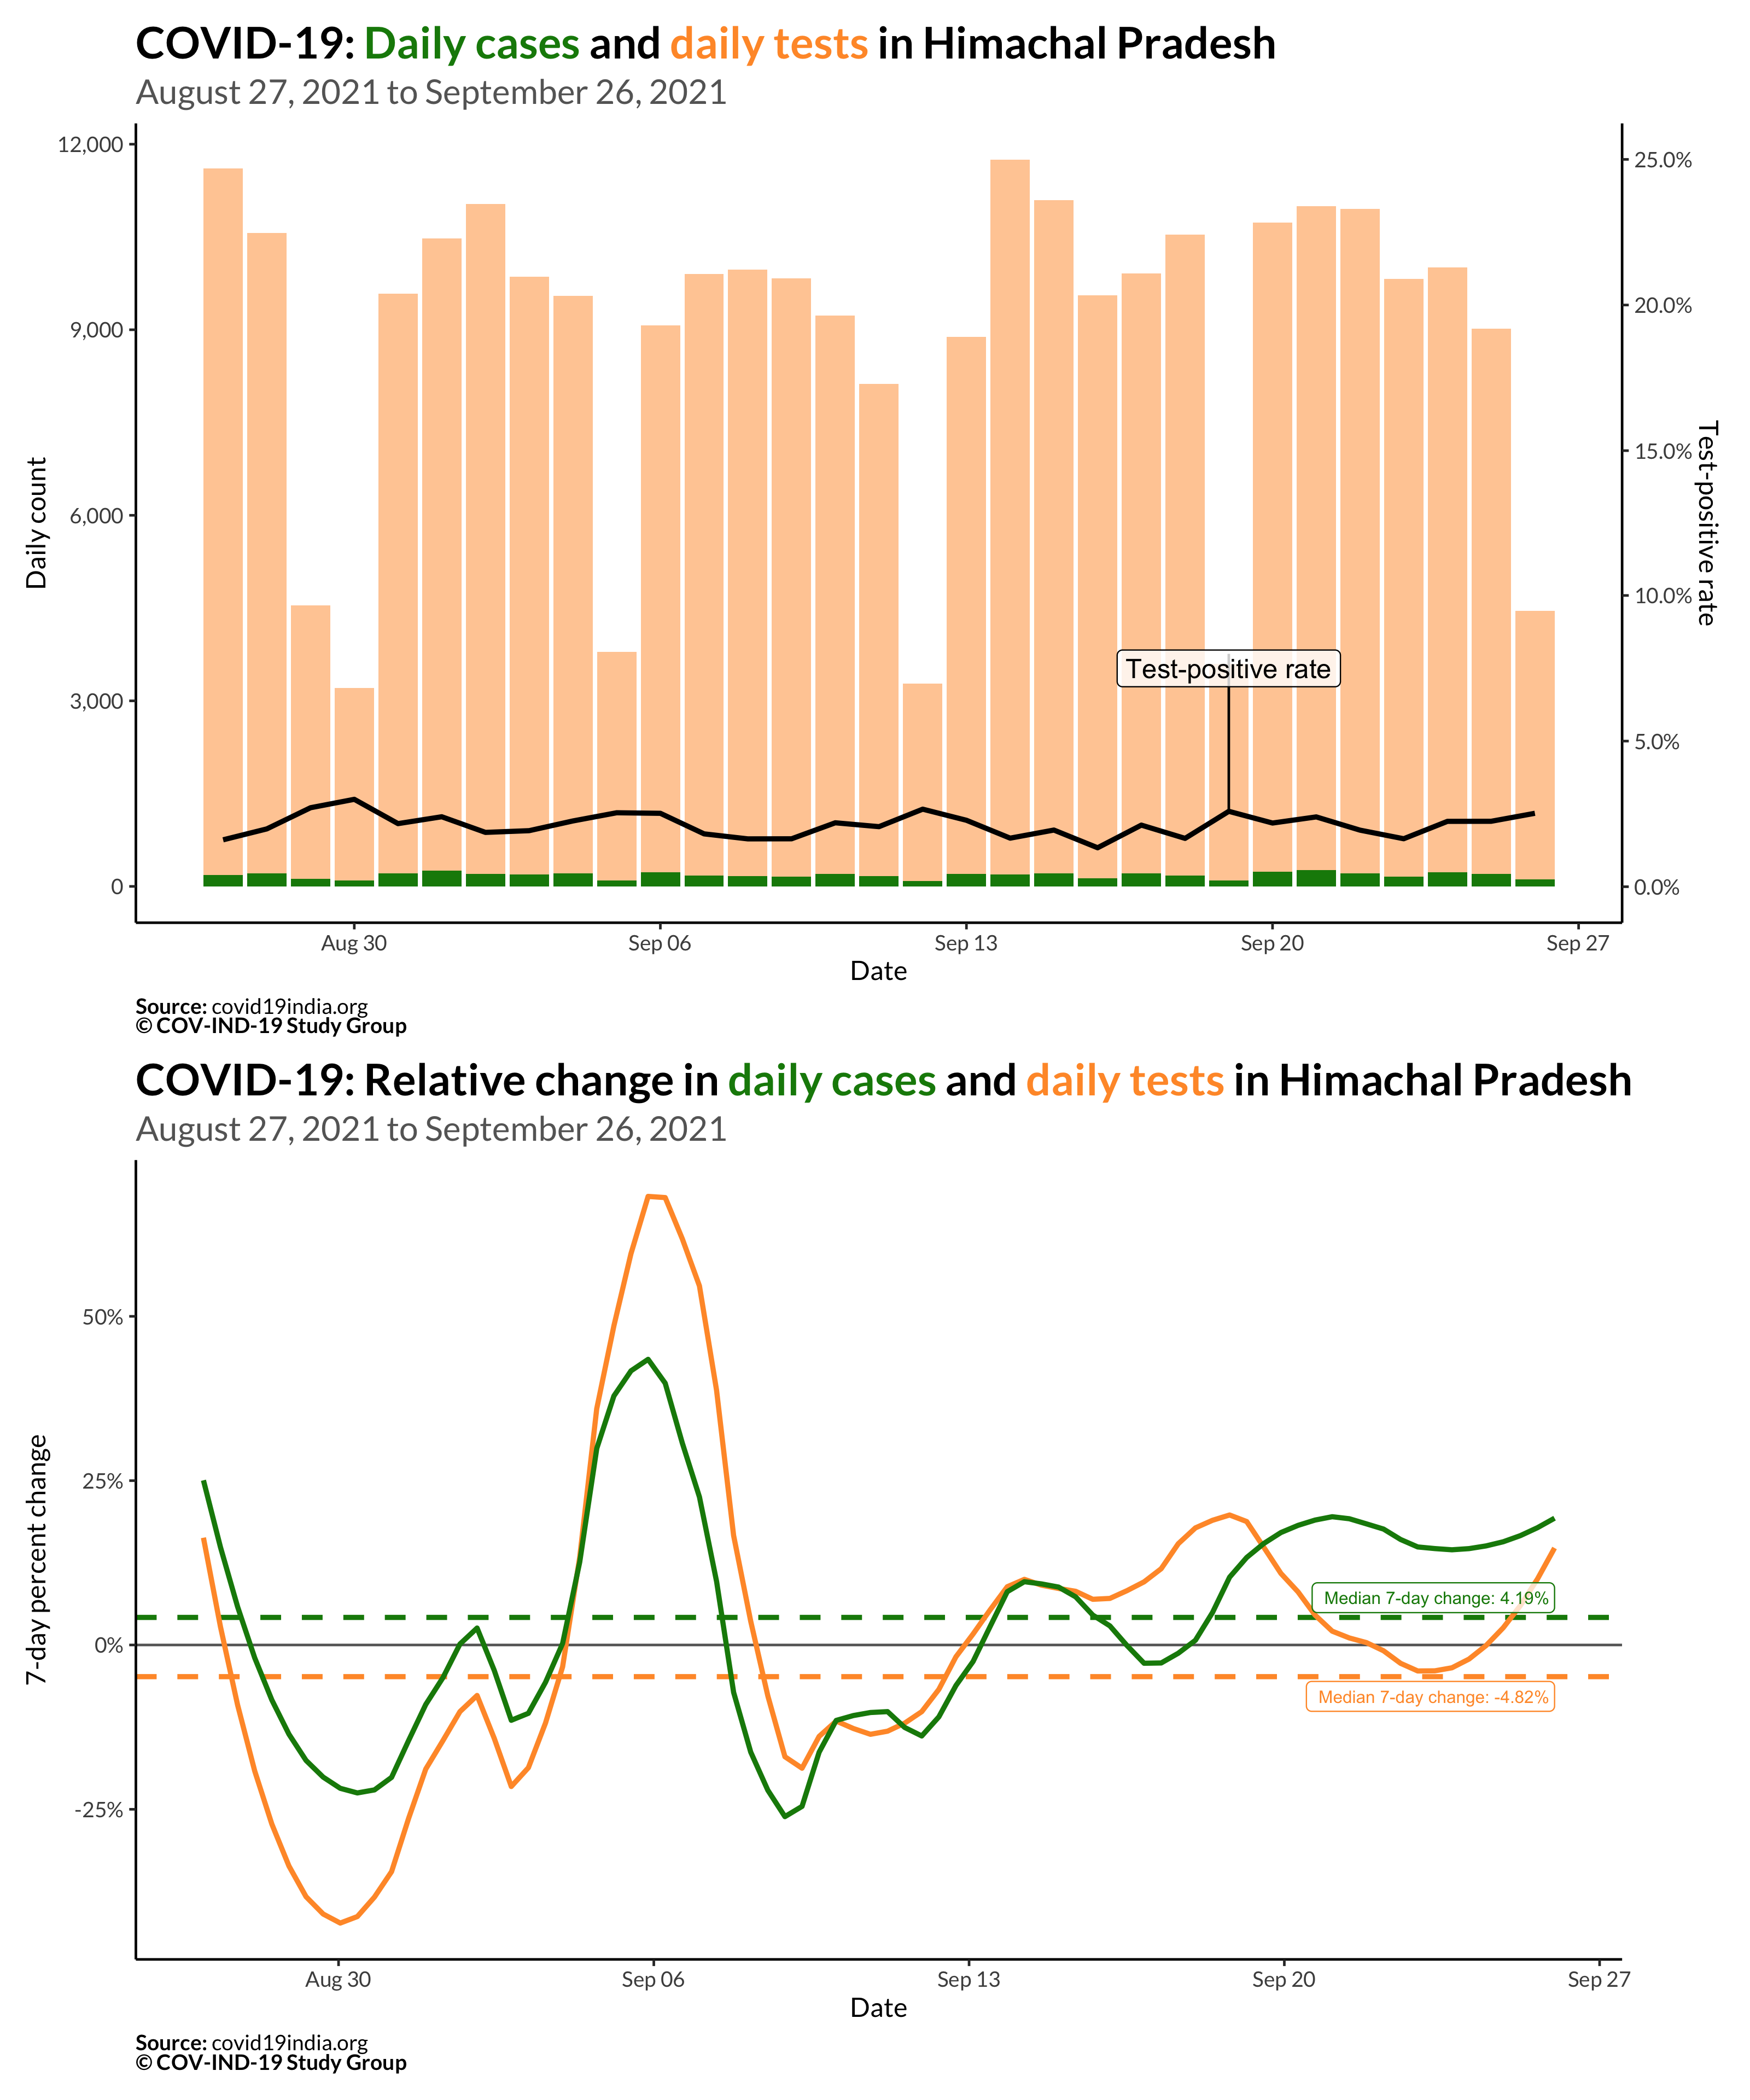 COVID-19: Daily cases and daily tests in Himachal Pradesh
August 27, 2021 to September 26, 2021
12,000
9,000
6,000
3,000
0
Daily count
25.0%
20.0%
15.0%
10.0%
5.0%
0.0%
Test-positive rate
Test-positive rate
Aug 30
Sep 06
Sep 13
Sep 20
Sep 27
Date
Source: covid19india.org
© COV-IND-19 Study Group
COVID-19: Relative change in daily cases and daily tests in Himachal Pradesh
August 27, 2021 to September 26, 2021
50%
25%
0%
-25%
7-day percent change
Median 7-day change: 4.19%
Median 7-day change: -4.82%
Aug 30
Sep 06
Sep 13
Sep 20
Sep 27
Date
Source: covid19india.org
© COV-IND-19 Study Group